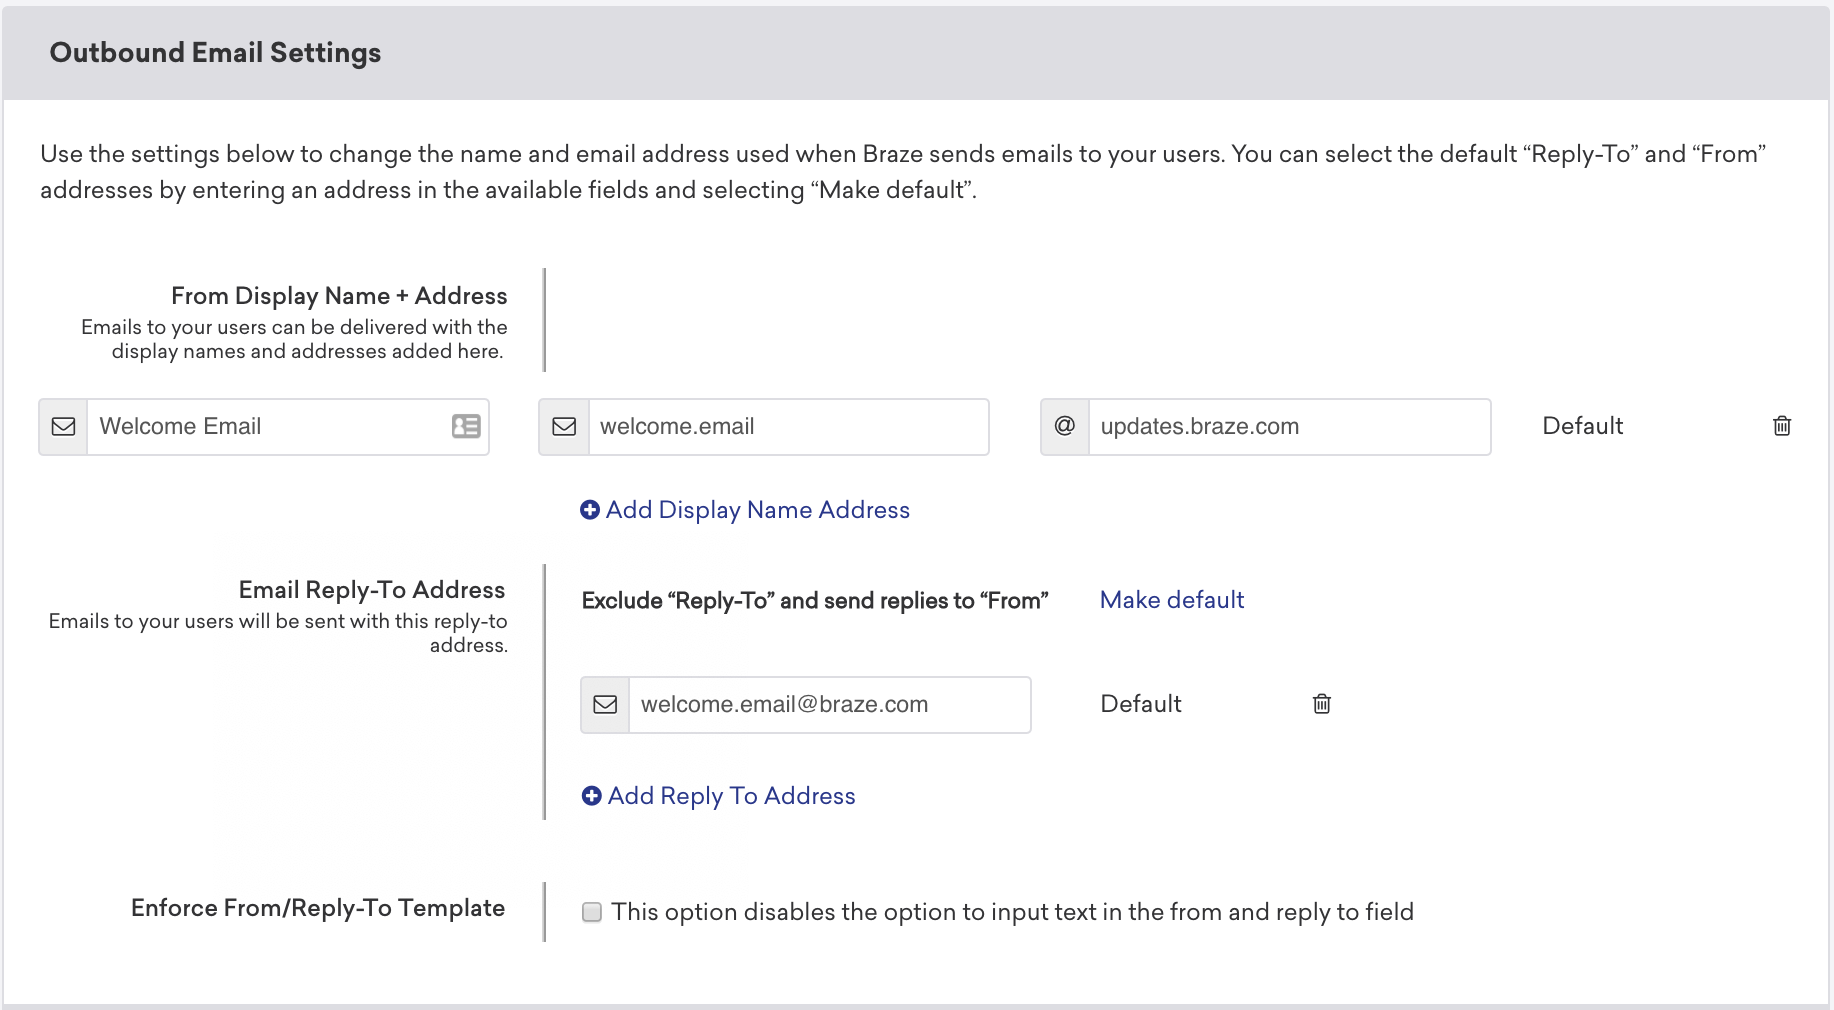 Outbound Email Settings
Use the settings below to change the name and email address used when Braze sends emails to your users. You can select the default “Reply-To” and “From”
addresses by entering an address in the available fields and selecting “Make default”.
From Display Name + Address
Emails to your users can be delivered with the
display names and addresses added here.
Welcome Email
welcome.email
@ updates.braze.com
Default
Add Display Name Address
Email Reply-To Address
Emails to your users will be sent with this reply-to
address.
Exclude “Reply-To” and send replies to “From”
Make default
welcome.email@braze.com
Default
Add Reply To Address
Enforce From/Reply-To Template
This option disables the option to input text in the from and reply to field